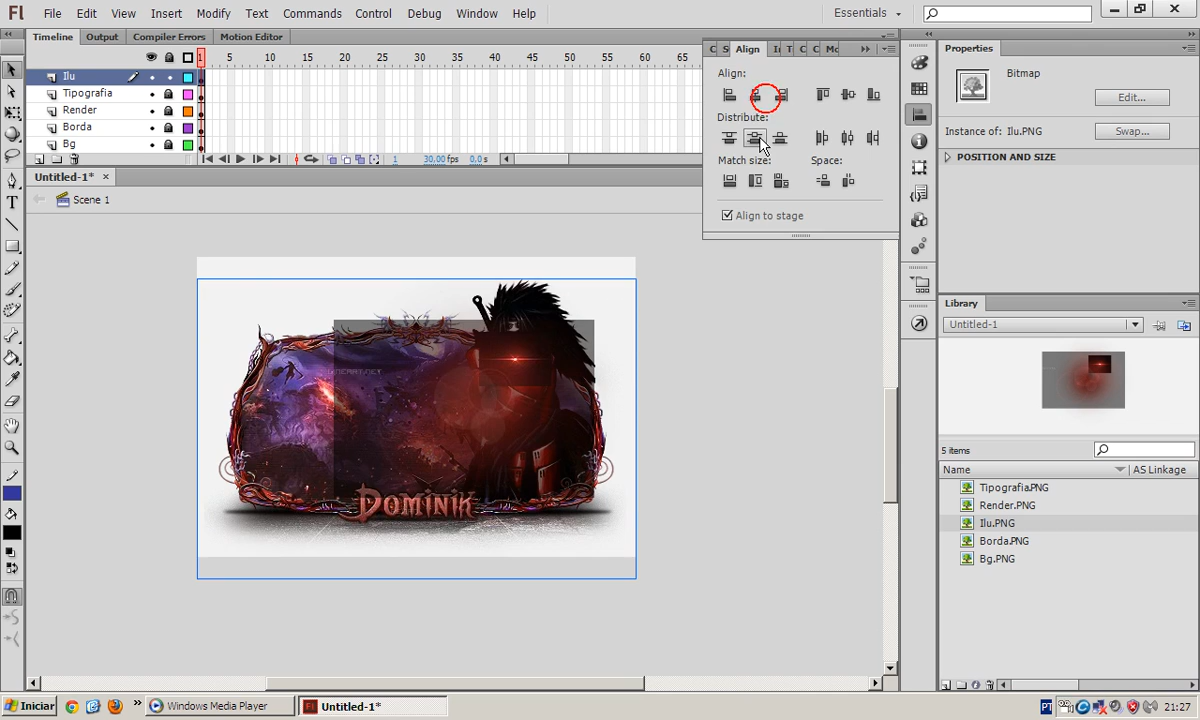 Fl File Edit View Insert Modify Text Commands Control Debug Window Help Essentials
Timeline Output Compiler Errors Motion Editor
1 5 10 15 20 25 30 35 40 45 50 55 60 65
Ilu
Tipografia
Render
Borda
Bg
1 30,00 fps 0,0 s
Untitled-1*
Scene 1
C S Align T C C Mc
Align:
Distribute:
Match size: Space:
Align to stage
Properties
Bitmap
Edit...
Instance of: Ilu.PNG Swap...
POSITION AND SIZE
Library
Untitled-1
5 items
Name AS Linkage
Tipografia.PNG
Render.PNG
Ilu.PNG
Borda.PNG
Bg.PNG
Dominik
Iniciar Windows Media Player Fl Untitled-1* PT 21:27